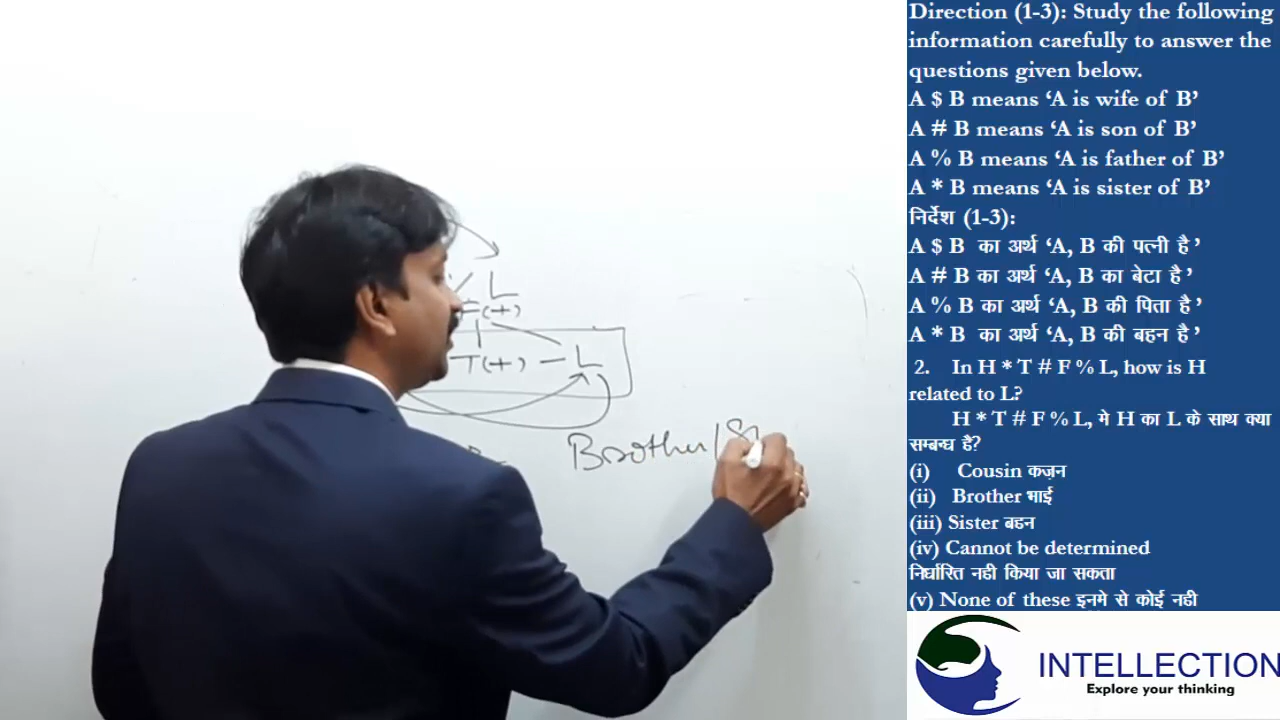 L
(+)
T(+) – L
Brother/
Direction (1-3): Study the following
information carefully to answer the
questions given below.
A $ B means ‘A is wife of B’
A # B means ‘A is son of B’
A % B means ‘A is father of B’
A * B means ‘A is sister of B’
निर्देश (1-3):
A $ B का अर्थ ‘A, B की पत्नी है’
A # B का अर्थ ‘A, B का बेटा है’
A % B का अर्थ ‘A, B की पिता है’
A * B का अर्थ ‘A, B की बहन है’
2. In H * T # F % L, how is H
related to L?
H * T # F % L, मे H का L के साथ क्या
सम्बन्ध है?
(i) Cousin कज़न
(ii) Brother भाई
(iii) Sister बहन
(iv) Cannot be determined
निर्धारित नही किया जा सकता
(v) None of these इनमे से कोई नही
INTELLECTION
Explore your thinking